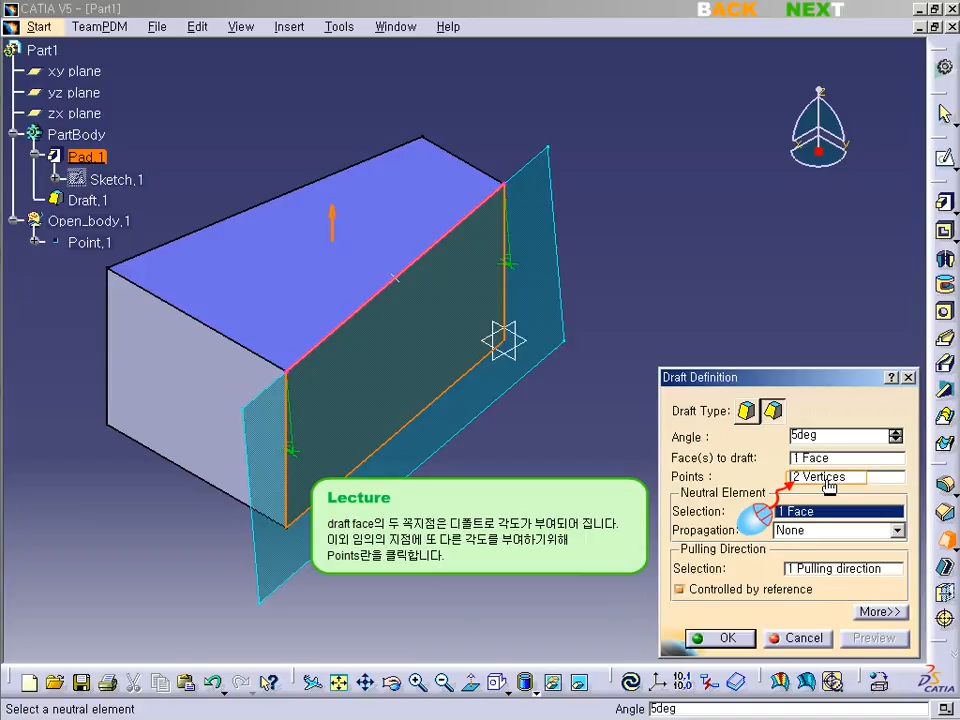 CATIA V5 - [Part1]
BACK NEXT
Start TeamPDM File Edit View Insert Tools Window Help
Part1
xy plane
yz plane
zx plane
PartBody
Pad,1
Sketch,1
Draft,1
Open_body,1
Point,1
z
Draft Definition
Draft Type:
Angle : 5deg
Face(s) to draft: 1 Face
Points : 2 Vertices
Neutral Element
Selection: 1 Face
Propagation: None
Pulling Direction
Selection: 1 Pulling direction
Controlled by reference
More>>
OK Cancel Preview
Lecture
draft face의 두 꼭지점은 디폴트로 각도가 부여되어 집니다.
이외 임의의 지점에 또 다른 각도를 부여하기위해
Points란을 클릭합니다.
10.0
CATIA
Select a neutral element
Angle 5deg